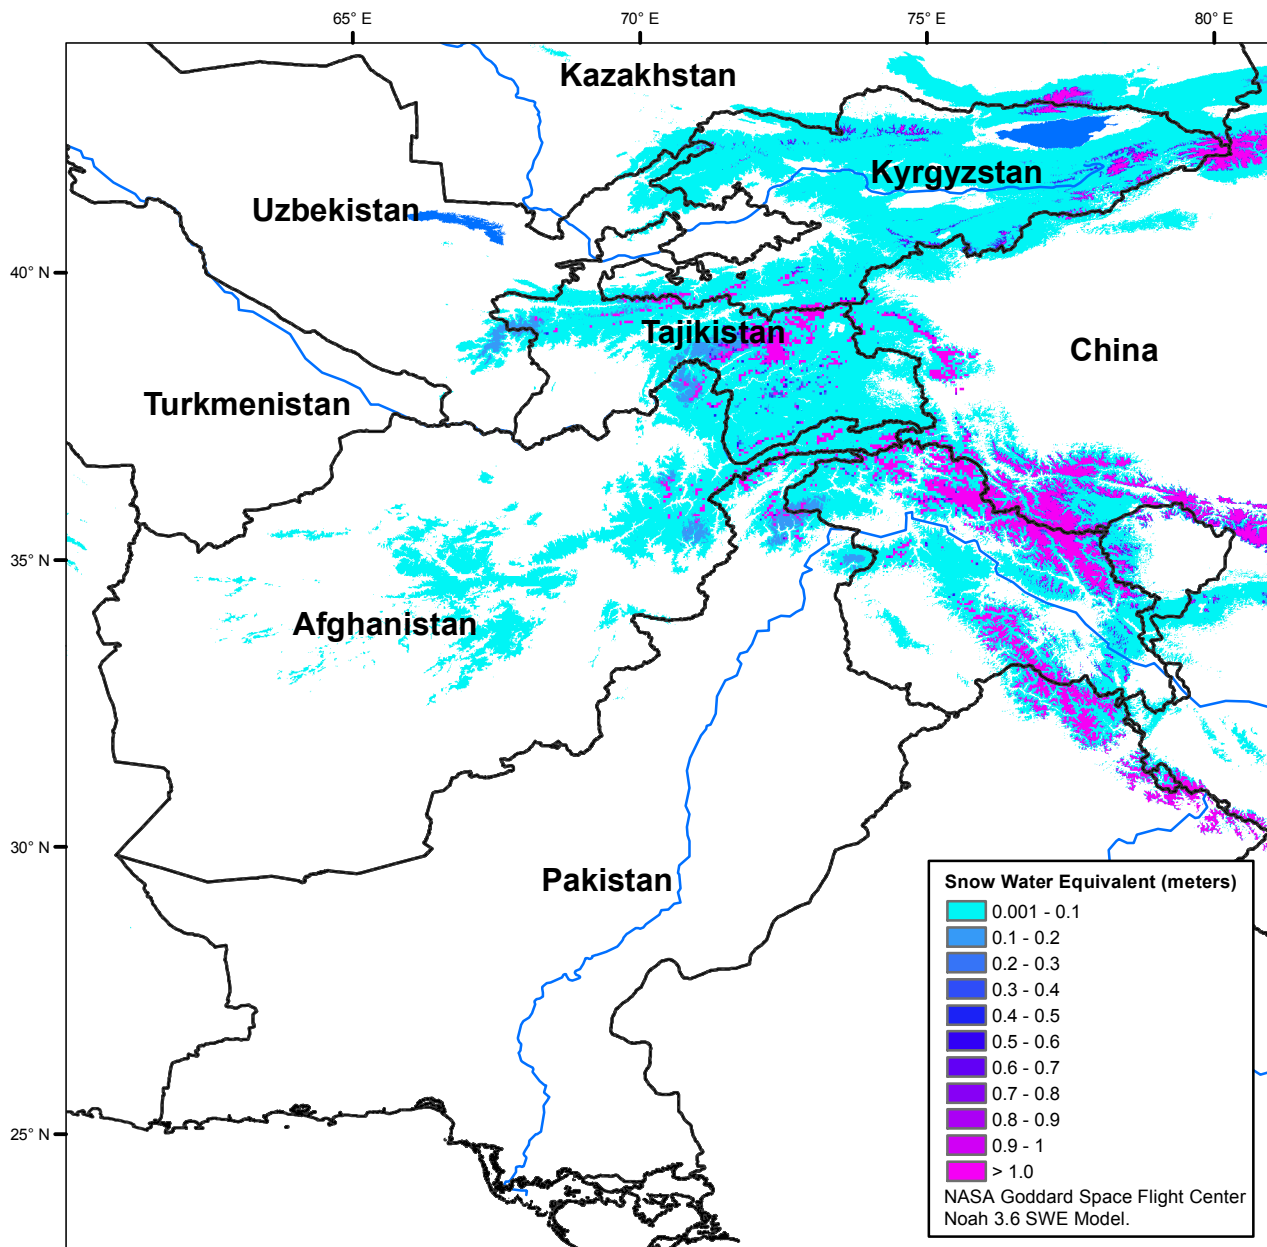 65° E
70° E
75° E
80° E
Kazakhstan
Kyrgyzstan
Uzbekistan
40° N
Tajikistan
China
Turkmenistan
35° N
Afghanistan
30° N
Pakistan
25° N
Snow Water Equivalent (meters)
0.001 - 0.1
0.1 - 0.2
0.2 - 0.3
0.3 - 0.4
0.4 - 0.5
0.5 - 0.6
0.6 - 0.7
0.7 - 0.8
0.8 - 0.9
0.9 - 1
> 1.0
NASA Goddard Space Flight Center
Noah 3.6 SWE Model.